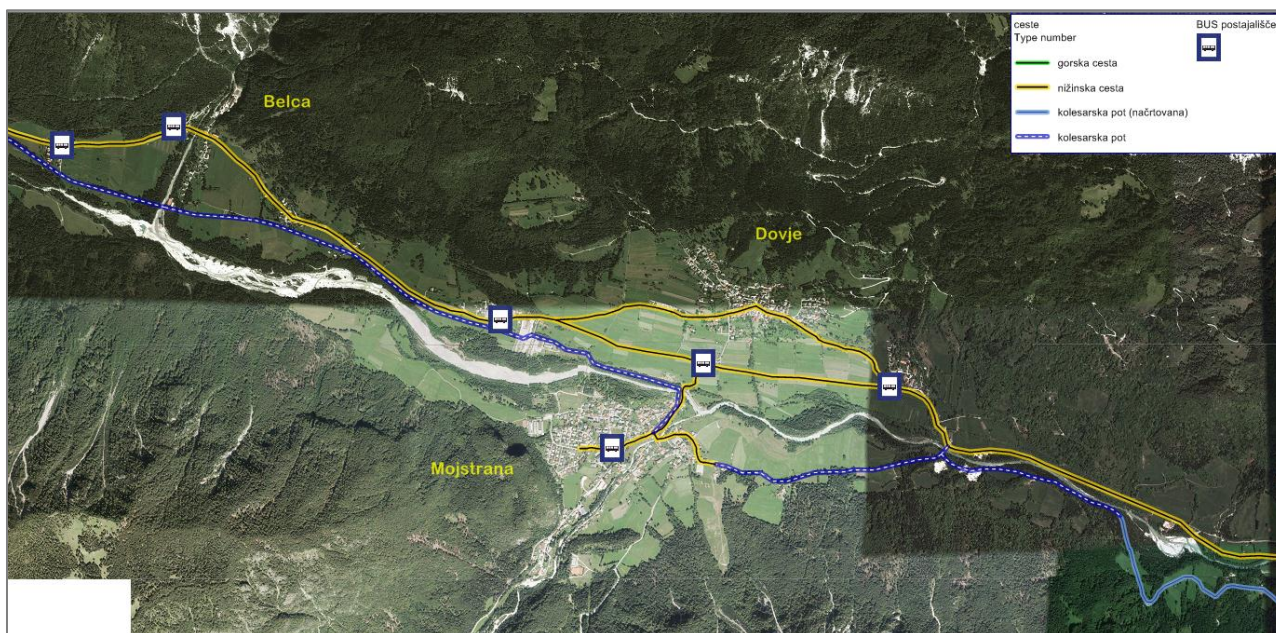 ceste
Type number
gorska cesta
nižinska cesta
kolesarska pot (načrtovana)
kolesarska pot
BUS postajališče
Belca
Dovje
Mojstrana